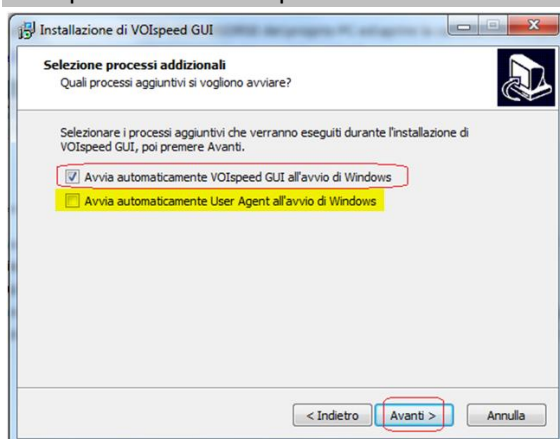 Installazione di VOIspeed GUI
Selezione processi addizionali
Quali processi aggiuntivi si vogliono avviare?
Selezionare i processi aggiuntivi che verranno eseguiti durante l'installazione di
VOIspeed GUI, poi premere Avanti.
Avvia automaticamente VOIspeed GUI all'avvio di Windows
Avvia automaticamente User Agent all'avvio di Windows
< Indietro
Avanti >
Annulla